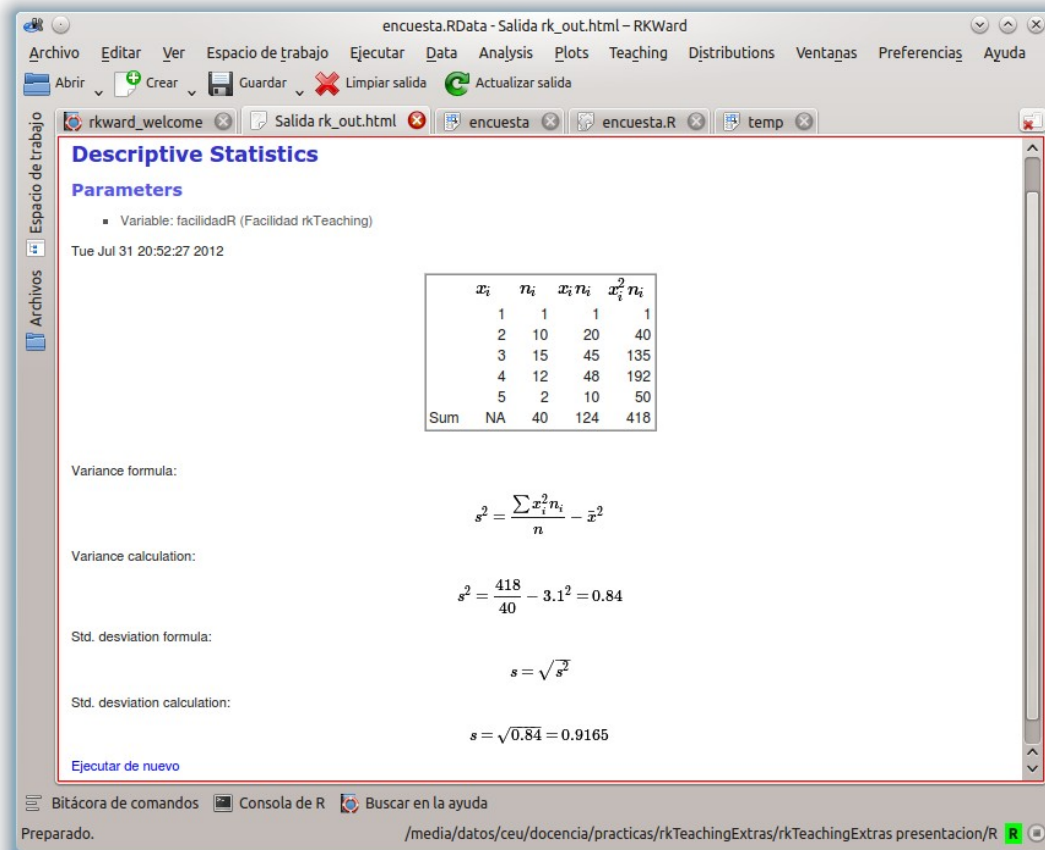 encuesta.RData - Salida rk_out.html – RKWard
Archivo Editar Ver Espacio de trabajo Ejecutar Data Analysis Plots Teaching Distributions Ventanas Preferencias Ayuda
Abrir Crear Guardar Limpiar salida Actualizar salida
rkward_welcome Salida rk_out.html encuesta encuesta.R temp
Espacio de trabajo
Archivos
Descriptive Statistics
Parameters
Variable: facilidadR (Facilidad rkTeaching)
Tue Jul 31 20:52:27 2012
xᵢ nᵢ xᵢnᵢ xᵢ²nᵢ
1 1 1 1
2 10 20 40
3 15 45 135
4 12 48 192
5 2 10 50
Sum NA 40 124 418
Variance formula:
s² = ∑xᵢ²nᵢ / n − x̄²
Variance calculation:
s² = 418 / 40 − 3.1² = 0.84
Std. desviation formula:
s = √s²
Std. desviation calculation:
s = √0.84 = 0.9165
Ejecutar de nuevo
Bitácora de comandos Consola de R Buscar en la ayuda
Preparado. /media/datos/ceu/docencia/practicas/rkTeachingExtras/rkTeachingExtras presentacion/R R